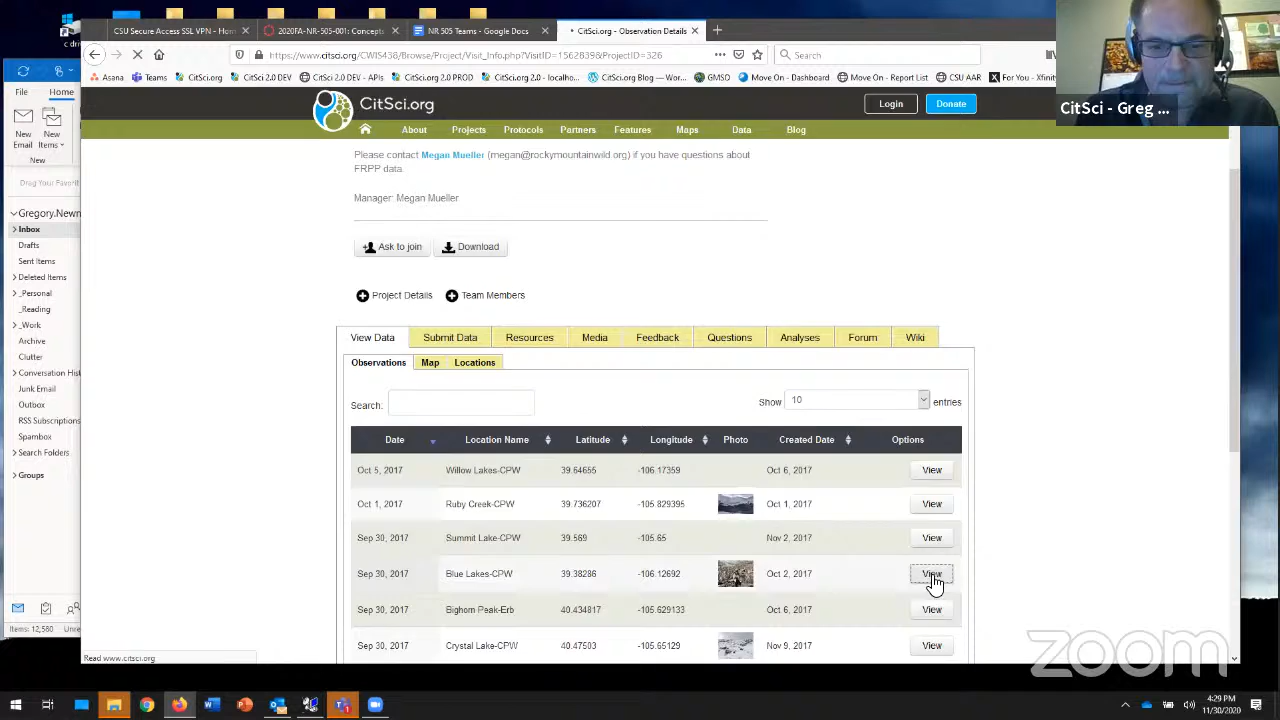 CSU Secure Access SSL VPN - Hom
2020FA-NR-505-001: Concepts
NR 505 Teams - Google Docs
CitSci.org - Observation Details
https://www.citsci.org/CWIS438/Browse/Project/Visit_Info.php?VisitID=1562839&ProjectID=326
Search
Asana
Teams
CitSci.org
CitSci 2.0 DEV
CitSci 2.0 DEV - APIs
CitSci.org 2.0 PROD
CitSci.org 2.0 - localho...
CitSci.org Blog — Wor...
GMSO
Move On - Dashboard
Move On - Report List
CSU AAR
For You - Xfinity
c dri
File
Home
New Email
New Items
New
Drag Your Favorit
Gregory.Newn
Inbox
Drafts
Sent Items
Deleted Items
_Personal
_Reading
_Work
Archive
Clutter
Conversation Hist
Junk Email
Outbox
RSS Subscriptions
Spambox
Search Folders
Groups
Items: 12,580
Unre
CitSci.org
Login
Donate
About
Projects
Protocols
Partners
Features
Maps
Data
Blog
Please contact Megan Mueller (megan@rockymountainwild.org) if you have questions about
FRPP data.
Manager: Megan Mueller
Ask to join
Download
Project Details
Team Members
View Data
Submit Data
Resources
Media
Feedback
Questions
Analyses
Forum
Wiki
Observations
Map
Locations
Search:
Show 10 entries
Date Location Name Latitude Longitude Photo Created Date Options
Oct 5, 2017 Willow Lakes-CPW 39.64655 -106.17359 Oct 6, 2017 View
Oct 1, 2017 Ruby Creek-CPW 39.736207 -105.829395 Oct 1, 2017 View
Sep 30, 2017 Summit Lake-CPW 39.569 -105.65 Nov 2, 2017 View
Sep 30, 2017 Blue Lakes-CPW 39.38286 -106.12692 Oct 2, 2017 View
Sep 30, 2017 Bighorn Peak-Erb 40.434817 -105.629133 Oct 6, 2017 View
Sep 30, 2017 Crystal Lake-CPW 40.47503 -105.65129 Nov 9, 2017 View
Read www.citsci.org
CitSci - Greg ...
zoom
4:29 PM
11/30/2020